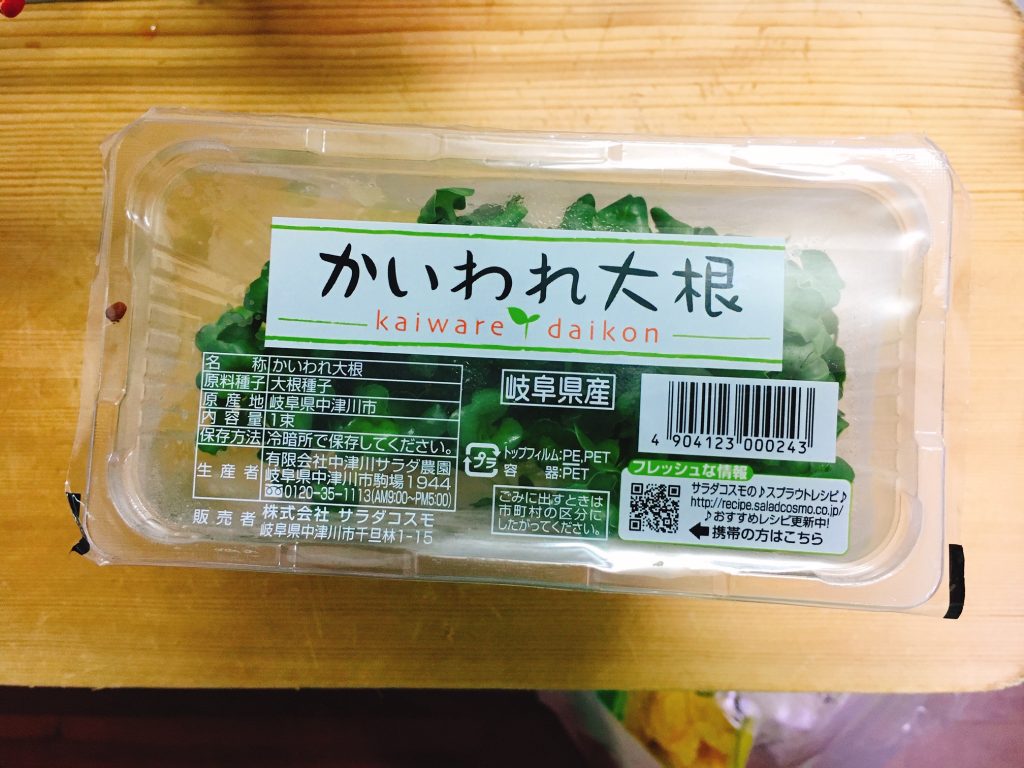 かいわれ大根
kaiware daikon
名称 かいわれ大根
原料種子 大根種子
原産地 岐阜県中津川市
内容量 1束
保存方法 冷暗所で保存してください。
生産者 有限会社中津川サラダ農園
岐阜県中津川市駒場1944
0120-35-1113(AM9:00~PM5:00)
販売者 株式会社 サラダコスモ
岐阜県中津川市千旦林1-15
岐阜県産
プラ
トップフィルム:PE,PET
容器:PET
ごみに出すときは
市町村の区分に
したがってください。
4 904123 000243
フレッシュな情報
サラダコスモの♪スプラウトレシピ♪
http://recipe.saladcosmo.co.jp/
♪おすすめレシピ更新中!
←携帯の方はこちら